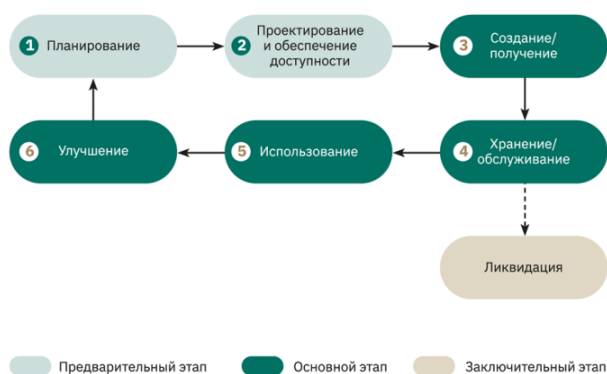 1 Планирование
2 Проектирование
и обеспечение
доступности
3 Создание/
получение
6 Улучшение
5 Использование
4 Хранение/
обслуживание
Ликвидация
Предварительный этап
Основной этап
Заключительный этап